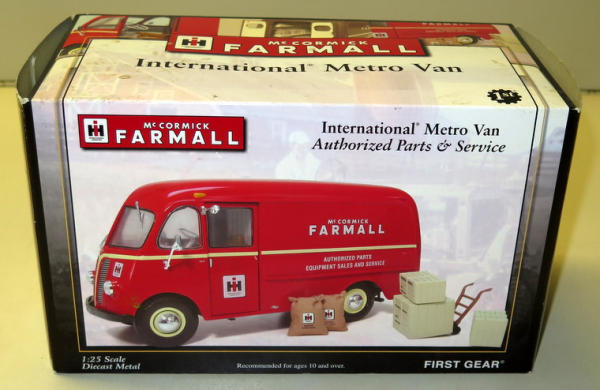 McCORMICK
FARMALL
International® Metro Van
1st
McCORMICK
FARMALL
International® Metro Van
Authorized Parts & Service
McCORMICK
FARMALL
AUTHORIZED PARTS
EQUIPMENT SALES AND SERVICE
1:25 Scale
Diecast Metal
Recommended for ages 10 and over.
FIRST GEAR®